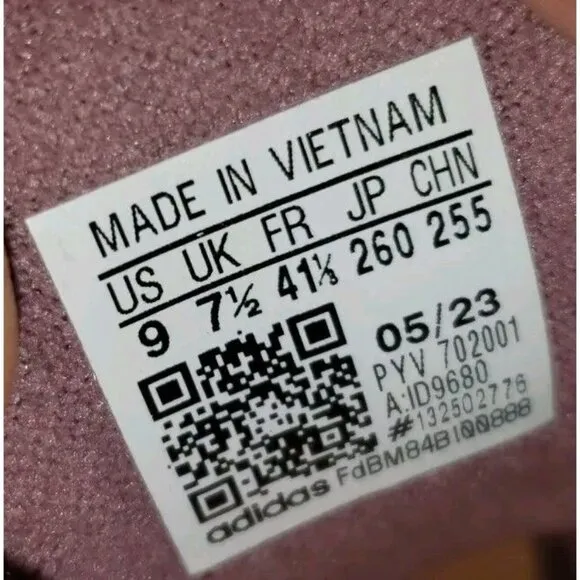 MADE IN VIETNAM
US UK FR JP CHN
9 7½ 41⅓ 260 255
05/23
PYV 702001
A:ID9680
#132502776
adidas FdBM84BI00888